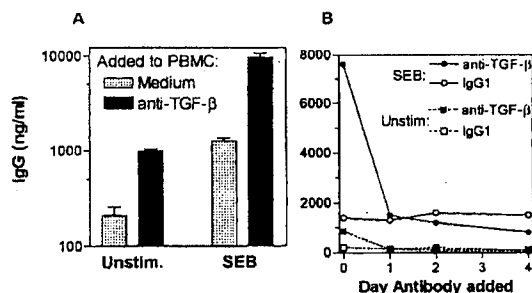 A
10000
1000
100
IgG (ng/ml)
Added to PBMC:
Medium
anti-TGF-β
Unstim.
SEB
B
8000
6000
4000
2000
0
SEB:
anti-TGF-β
IgG1
Unstim:
anti-TGF-β
IgG1
0
1
2
4
Day Antibody added